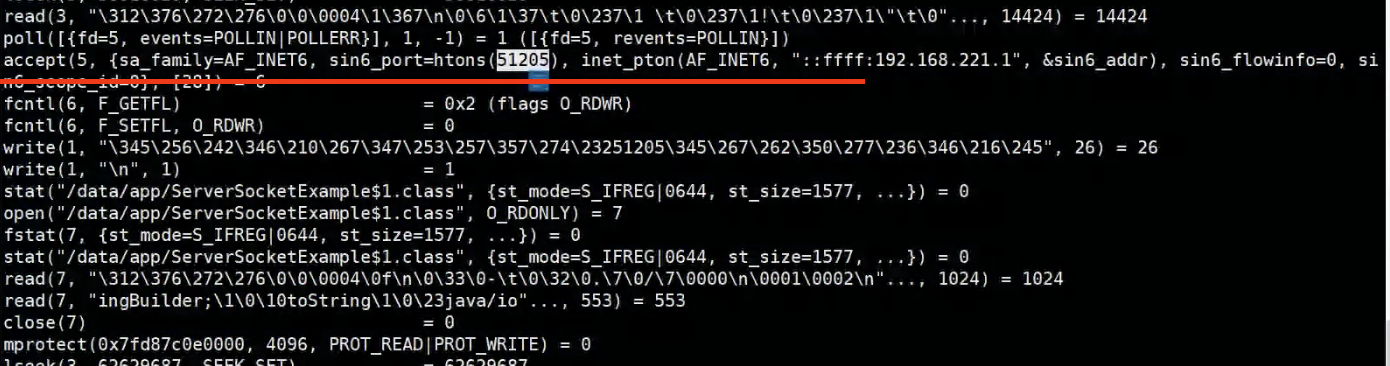 read(3, "\312\376\272\276\0\0\0004\1\367\n\0\6\1\37\t\0\237\1 \t\0\237\1!\t\0\237\1\"\t\0"..., 14424) = 14424
poll([{fd=5, events=POLLIN|POLLERR}], 1, -1) = 1 ([{fd=5, revents=POLLIN}])
accept(5, {sa_family=AF_INET6, sin6_port=htons(51205), inet_pton(AF_INET6, "::ffff:192.168.221.1", &sin6_addr), sin6_flowinfo=0, si
n6_scope_id=0}, [28]) = 6
fcntl(6, F_GETFL) = 0x2 (flags O_RDWR)
fcntl(6, F_SETFL, O_RDWR) = 0
write(1, "\345\256\242\346\210\267\347\253\257\357\274\23251205\345\267\262\350\277\236\346\216\245", 26) = 26
write(1, "\n", 1) = 1
stat("/data/app/ServerSocketExample$1.class", {st_mode=S_IFREG|0644, st_size=1577, ...}) = 0
open("/data/app/ServerSocketExample$1.class", O_RDONLY) = 7
fstat(7, {st_mode=S_IFREG|0644, st_size=1577, ...}) = 0
stat("/data/app/ServerSocketExample$1.class", {st_mode=S_IFREG|0644, st_size=1577, ...}) = 0
read(7, "\312\376\272\276\0\0\0004\0f\n\0\33\0-\t\0\32\0.\7\0/\7\0000\n\0001\0002\n"..., 1024) = 1024
read(7, "ingBuilder;\1\0\10toString\1\0\23java/io"..., 553) = 553
close(7) = 0
mprotect(0x7fd87c0e0000, 4096, PROT_READ|PROT_WRITE) = 0
lseek(3, 62629687, SEEK_SET) = 62629687